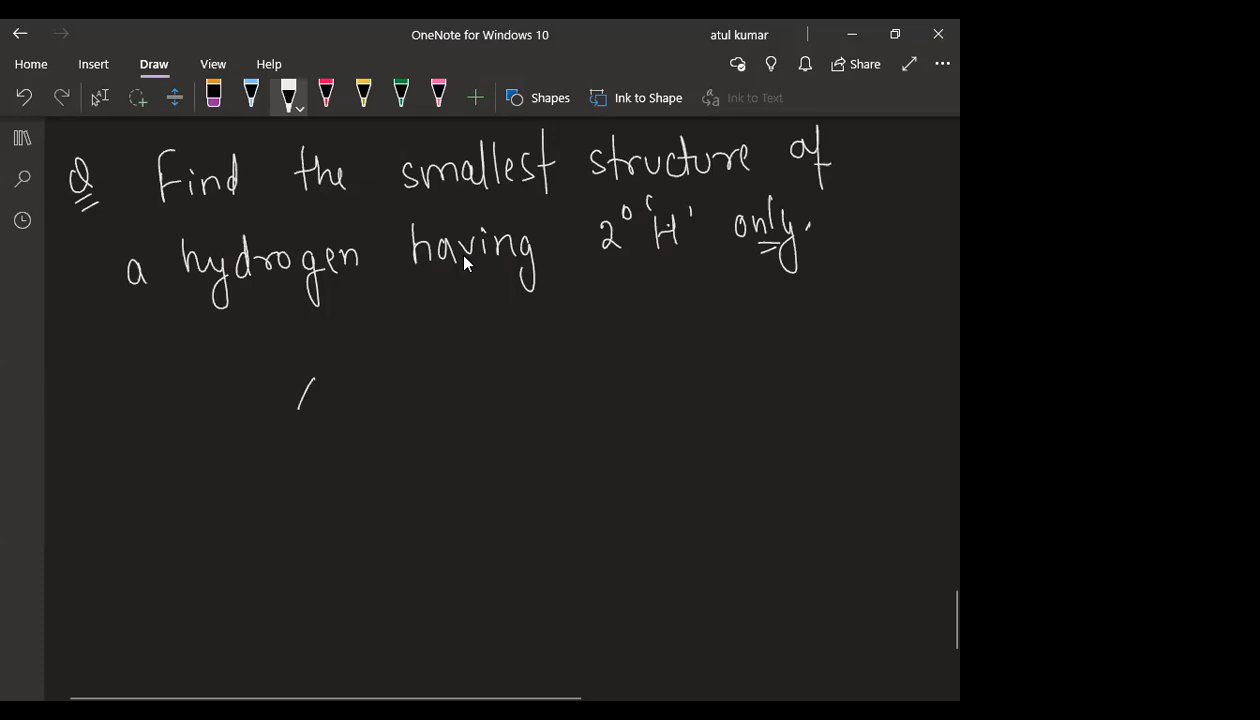 OneNote for Windows 10
atul kumar
Home Insert Draw View Help
Share
Shapes
Ink to Shape
Ink to Text
Q Find the smallest structure of
a hydrogen having 2° 'H' only.